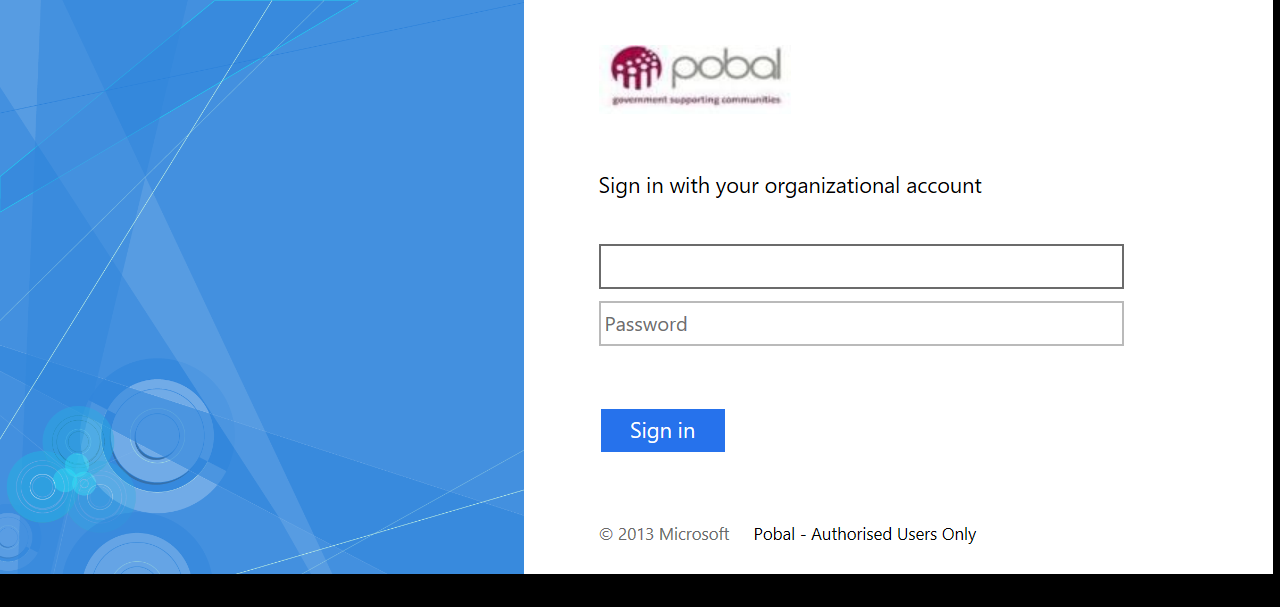 pobal
government supporting communities
Sign in with your organizational account
Password
Sign in
© 2013 Microsoft Pobal - Authorised Users Only